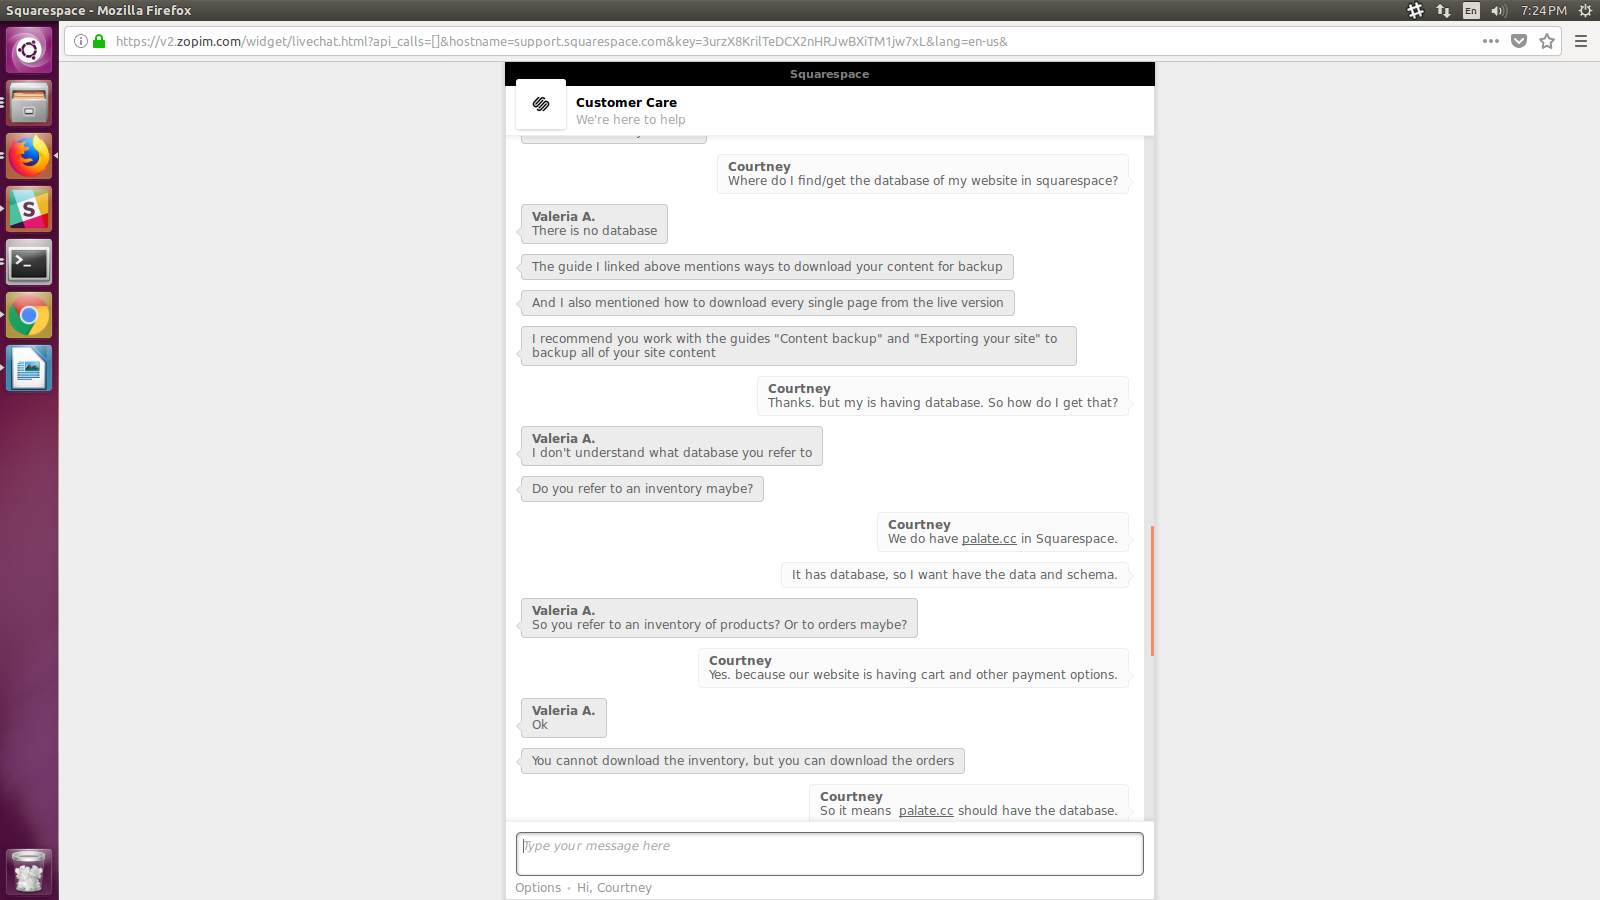 Squarespace - Mozilla Firefox
En
7:24 PM
https://v2.zopim.com/widget/livechat.html?api_calls=[]&hostname=support.squarespace.com&key=3urzX8KrilTeDCX2nHRJwBXiTM1jw7xL&lang=en-us&
Squarespace
Customer Care
We're here to help
Courtney
Where do I find/get the database of my website in squarespace?
Valeria A.
There is no database
The guide I linked above mentions ways to download your content for backup
And I also mentioned how to download every single page from the live version
I recommend you work with the guides "Content backup" and "Exporting your site" to
backup all of your site content
Courtney
Thanks. but my is having database. So how do I get that?
Valeria A.
I don't understand what database you refer to
Do you refer to an inventory maybe?
Courtney
We do have palate.cc in Squarespace.
It has database, so I want have the data and schema.
Valeria A.
So you refer to an inventory of products? Or to orders maybe?
Courtney
Yes. because our website is having cart and other payment options.
Valeria A.
Ok
You cannot download the inventory, but you can download the orders
Courtney
So it means  palate.cc should have the database.
Type your message here
Options • Hi, Courtney